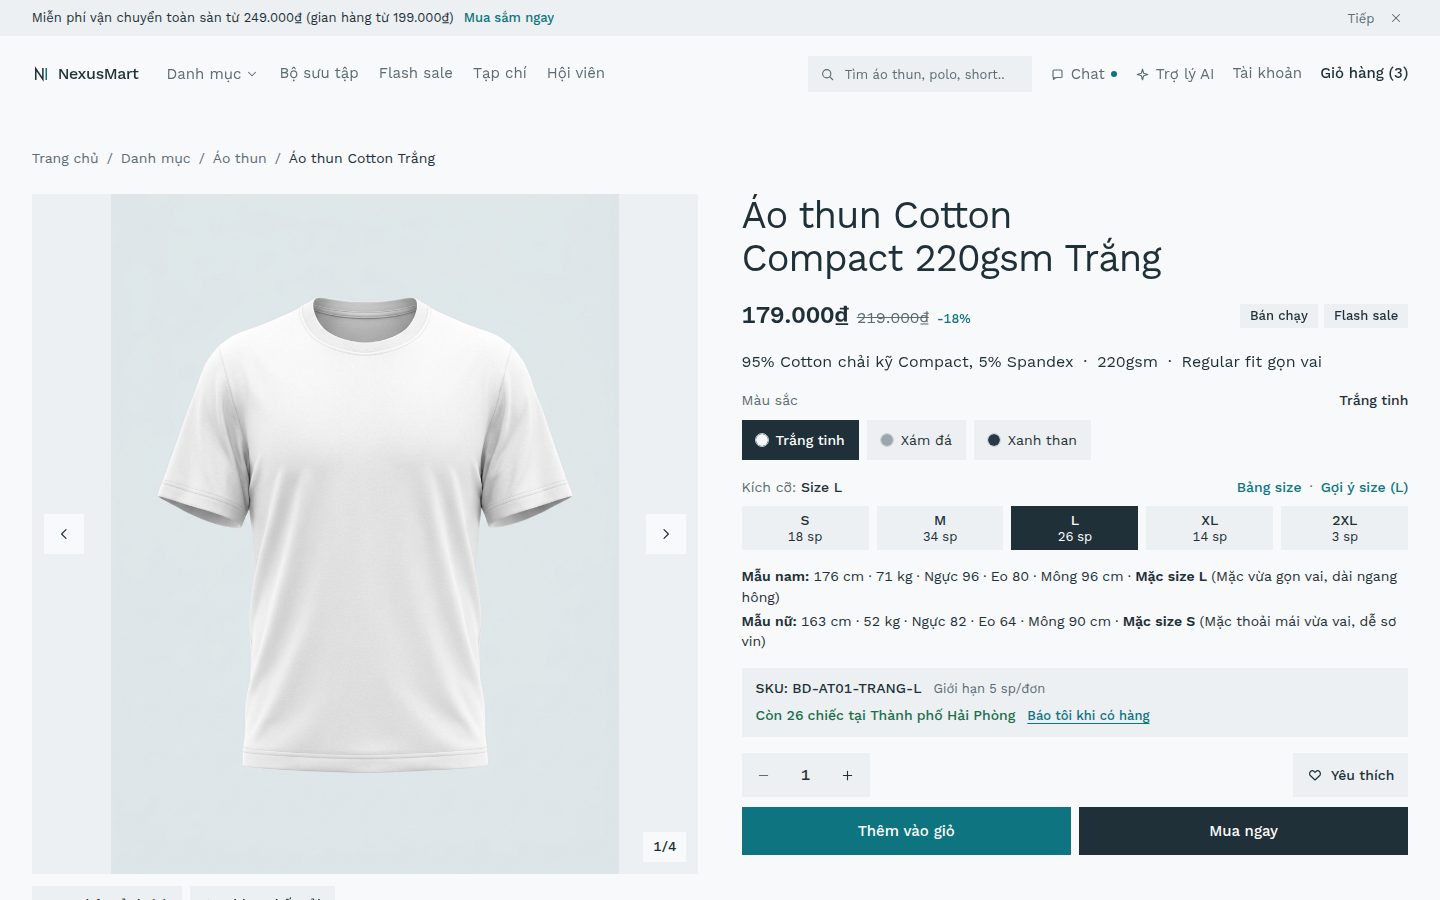 Miễn phí vận chuyển toàn sàn từ 249.000₫ (gian hàng từ 199.000₫) Mua sắm ngay
Tiếp
NexusMart
Danh mục
Bộ sưu tập
Flash sale
Tạp chí
Hội viên
Tìm áo thun, polo, short..
Chat
Trợ lý AI
Tài khoản
Giỏ hàng (3)
Trang chủ / Danh mục / Áo thun / Áo thun Cotton Trắng
Áo thun Cotton
Compact 220gsm Trắng
179.000₫ 219.000₫ -18%
Bán chạy
Flash sale
95% Cotton chải kỹ Compact, 5% Spandex · 220gsm · Regular fit gọn vai
Màu sắc
Trắng tinh
Trắng tinh
Xám đá
Xanh than
Kích cỡ: Size L
Bảng size · Gợi ý size (L)
S
18 sp
M
34 sp
L
26 sp
XL
14 sp
2XL
3 sp
Mẫu nam: 176 cm · 71 kg · Ngực 96 · Eo 80 · Mông 96 cm · Mặc size L (Mặc vừa gọn vai, dài ngang
hông)
Mẫu nữ: 163 cm · 52 kg · Ngực 82 · Eo 64 · Mông 90 cm · Mặc size S (Mặc thoải mái vừa vai, dễ sơ
vin)
SKU: BD-AT01-TRANG-L Giới hạn 5 sp/đơn
Còn 26 chiếc tại Thành phố Hải Phòng Báo tôi khi có hàng
1
Yêu thích
Thêm vào giỏ
Mua ngay
1/4